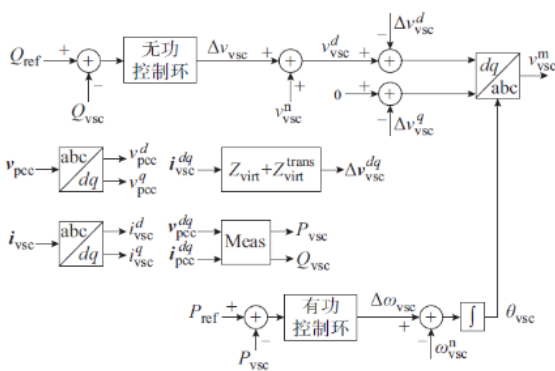 Δv^d_vsc
Q_ref + − 无功控制环 Δv_vsc + + v^d_vsc + − dq abc v^m_vsc
Q_vsc v^n_vsc 0 + − Δv^q_vsc
v_pcc abc dq v^d_pcc v^q_pcc i^dq_vsc Z_virt+Z^trans_virt Δv^dq_vsc
i_vsc abc dq i^d_vsc i^q_vsc v^dq_pcc i^dq_pcc Meas P_vsc Q_vsc
P_ref + − 有功控制环 Δω_vsc + − ∫ θ_vsc
P_vsc ω^n_vsc